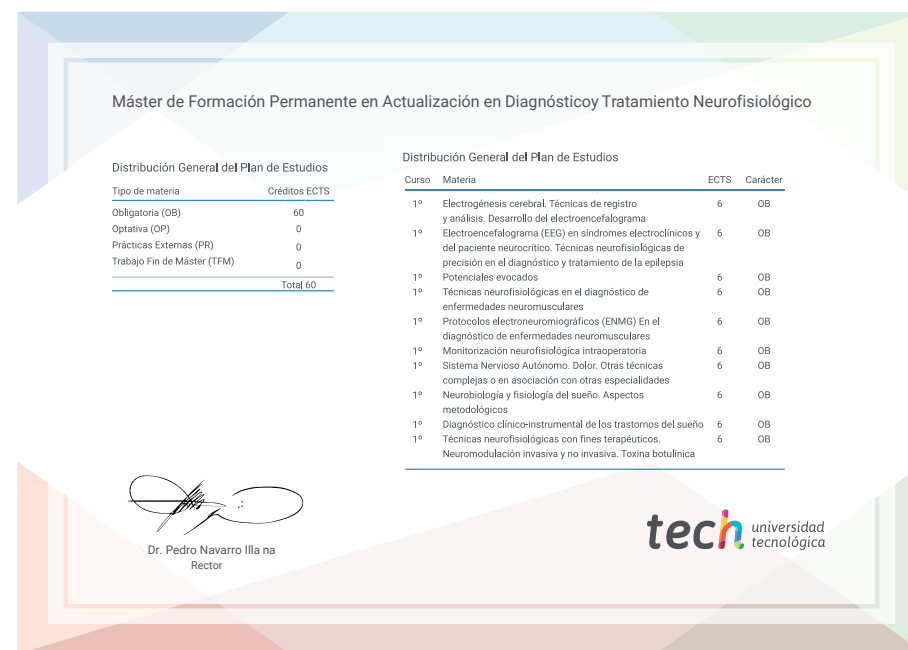 Máster de Formación Permanente en Actualización en Diagnósticoy Tratamiento Neurofisiológico
Distribución General del Plan de Estudios
Tipo de materia Créditos ECTS
Obligatoria (OB) 60
Optativa (OP) 0
Prácticas Externas (PR) 0
Trabajo Fin de Máster (TFM) 0
Total 60
Distribución General del Plan de Estudios
Curso Materia ECTS Carácter
1º Electrogénesis cerebral. Técnicas de registro 6 OB
y análisis. Desarrollo del electroencefalograma
1º Electroencefalograma (EEG) en síndromes electroclínicos y 6 OB
del paciente neurocrítico. Técnicas neurofisiológicas de
precisión en el diagnóstico y tratamiento de la epilepsia
1º Potenciales evocados 6 OB
1º Técnicas neurofisiológicas en el diagnóstico de 6 OB
enfermedades neuromusculares
1º Protocolos electroneuromiográficos (ENMG) En el 6 OB
diagnóstico de enfermedades neuromusculares
1º Monitorización neurofisiológica intraoperatoria 6 OB
1º Sistema Nervioso Autónomo. Dolor. Otras técnicas 6 OB
complejas o en asociación con otras especialidades
1º Neurobiología y fisiología del sueño. Aspectos 6 OB
metodológicos
1º Diagnóstico clínico-instrumental de los trastornos del sueño 6 OB
1º Técnicas neurofisiológicas con fines terapéuticos. 6 OB
Neuromodulación invasiva y no invasiva. Toxina botulínica
Dr. Pedro Navarro Illa na
Rector
tech universidad
tecnológica